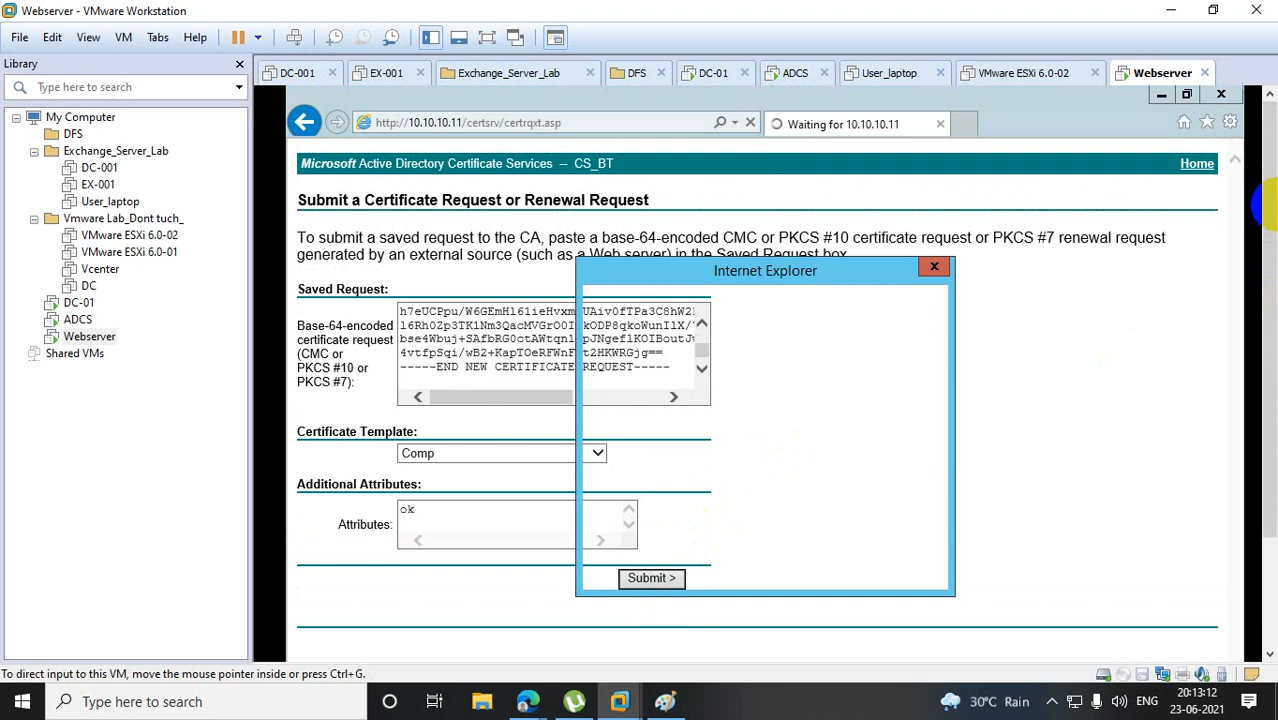 Webserver - VMware Workstation
File Edit View VM Tabs Help
Library
Type here to search
My Computer
DFS
Exchange_Server_Lab
DC-001
EX-001
User_laptop
Vmware Lab_Dont tuch_
VMware ESXi 6.0-02
VMware ESXi 6.0-01
Vcenter
DC
DC-01
ADCS
Webserver
Shared VMs
DC-001 EX-001 Exchange_Server_Lab DFS DC-01 ADCS User_laptop VMware ESXi 6.0-02 Webserver
http://10.10.10.11/certsrv/certrqxt.asp
Waiting for 10.10.10.11
Microsoft Active Directory Certificate Services -- CS_BT
Home
Submit a Certificate Request or Renewal Request
To submit a saved request to the CA, paste a base-64-encoded CMC or PKCS #10 certificate request or PKCS #7 renewal request
generated by an external source (such as a Web server) in the Saved Request box.
Internet Explorer
Saved Request:
Base-64-encoded
certificate request
(CMC or
PKCS #10 or
PKCS #7):
-----END NEW CERTIFICATE REQUEST-----
Certificate Template:
Comp
Additional Attributes:
Attributes:
ok
Submit >
To direct input to this VM, move the mouse pointer inside or press Ctrl+G.
Type here to search
30°C Rain
ENG
20:13:12
23-06-2021